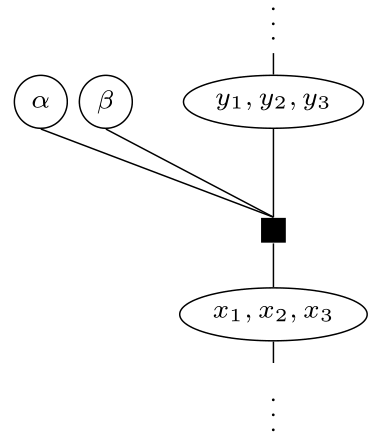 α β y₁, y₂, y₃
x₁, x₂, x₃